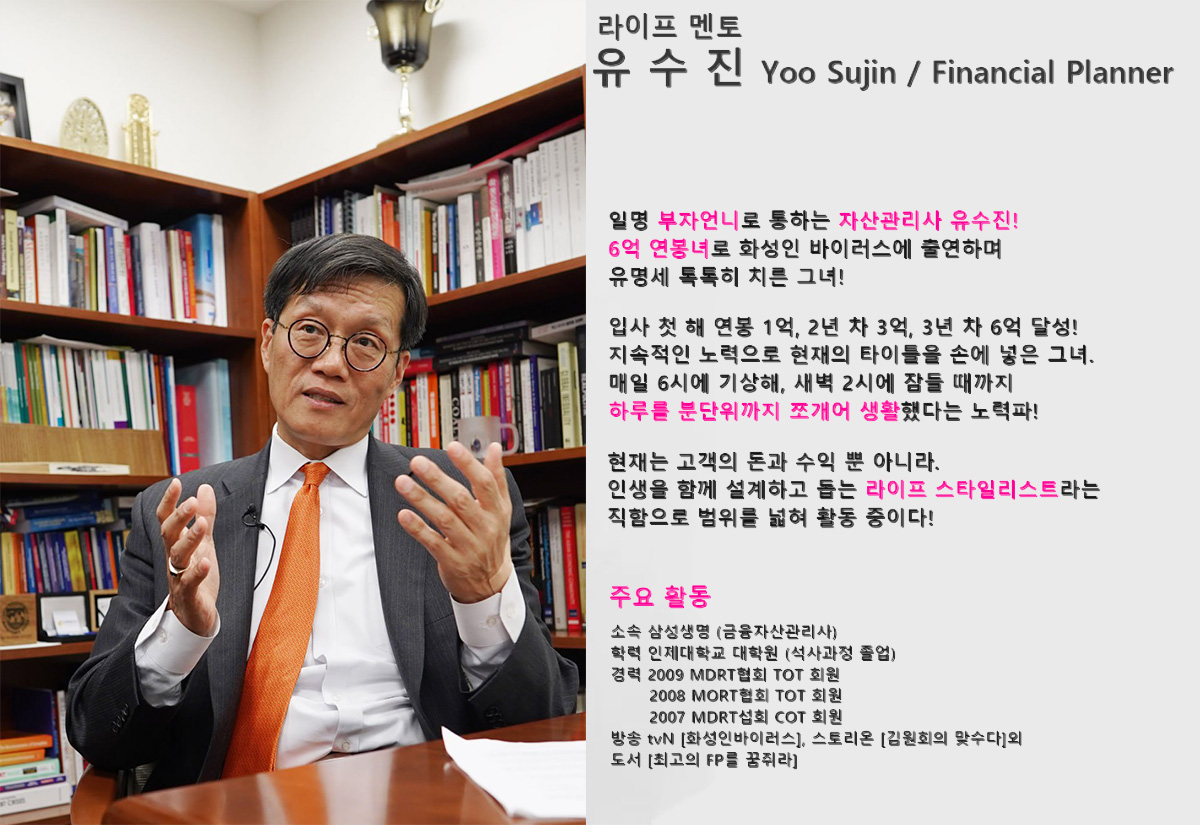 라이프 멘토
유 수 진 Yoo Sujin / Financial Planner
일명 부자언니로 통하는 자산관리사 유수진!
6억 연봉녀로 화성인 바이러스에 출연하며
유명세 톡톡히 치른 그녀!
입사 첫 해 연봉 1억, 2년 차 3억, 3년 차 6억 달성!
지속적인 노력으로 현재의 타이틀을 손에 넣은 그녀.
매일 6시에 기상해, 새벽 2시에 잠들 때까지
하루를 분단위까지 쪼개어 생활했다는 노력파!
현재는 고객의 돈과 수익 뿐 아니라.
인생을 함께 설계하고 돕는 라이프 스타일리스트라는
직함으로 범위를 넓혀 활동 중이다!
주요 활동
소속 삼성생명 (금융자산관리사)
학력 인제대학교 대학원 (석사과정 졸업)
경력 2009 MDRT협회 TOT 회원
2008 MORT협회 TOT 회원
2007 MDRT섭회 COT 회원
방송 tvN [화성인바이러스], 스토리온 [김원회의 맞수다]외
도서 [최고의 FP를 꿈쥐라]